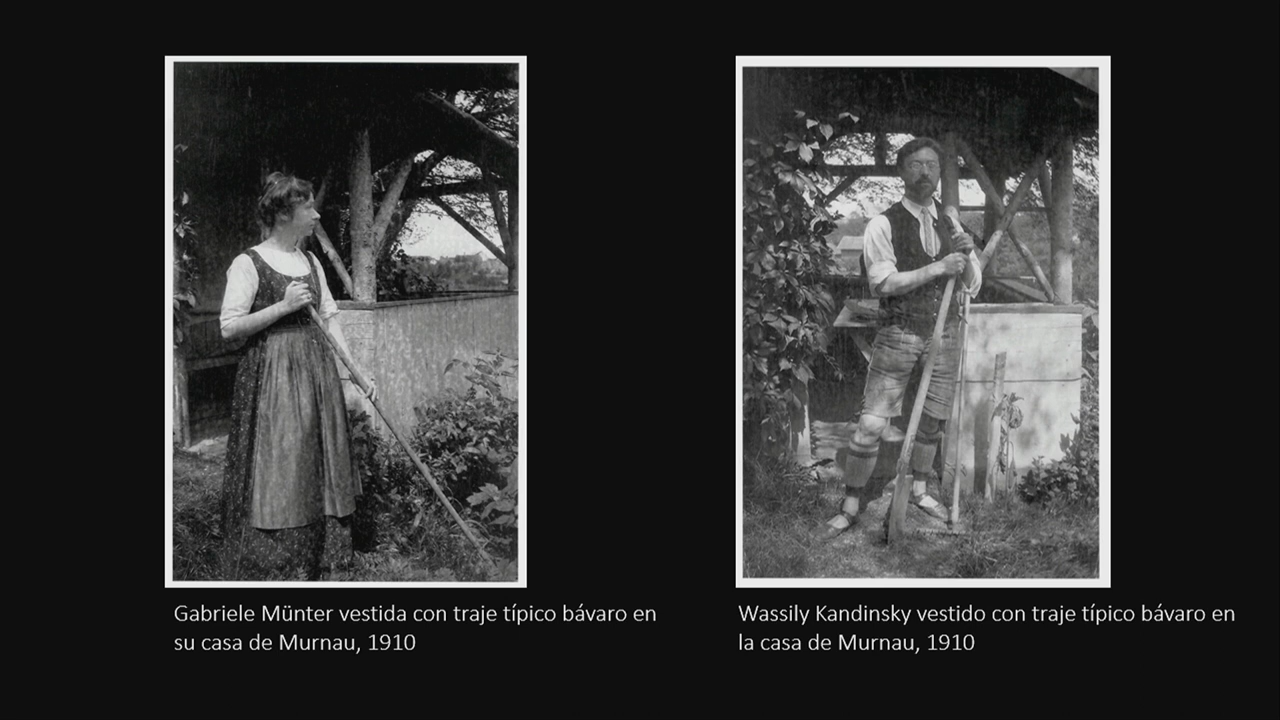 Gabriele Münter vestida con traje típico bávaro en
su casa de Murnau, 1910
Wassily Kandinsky vestido con traje típico bávaro en
la casa de Murnau, 1910